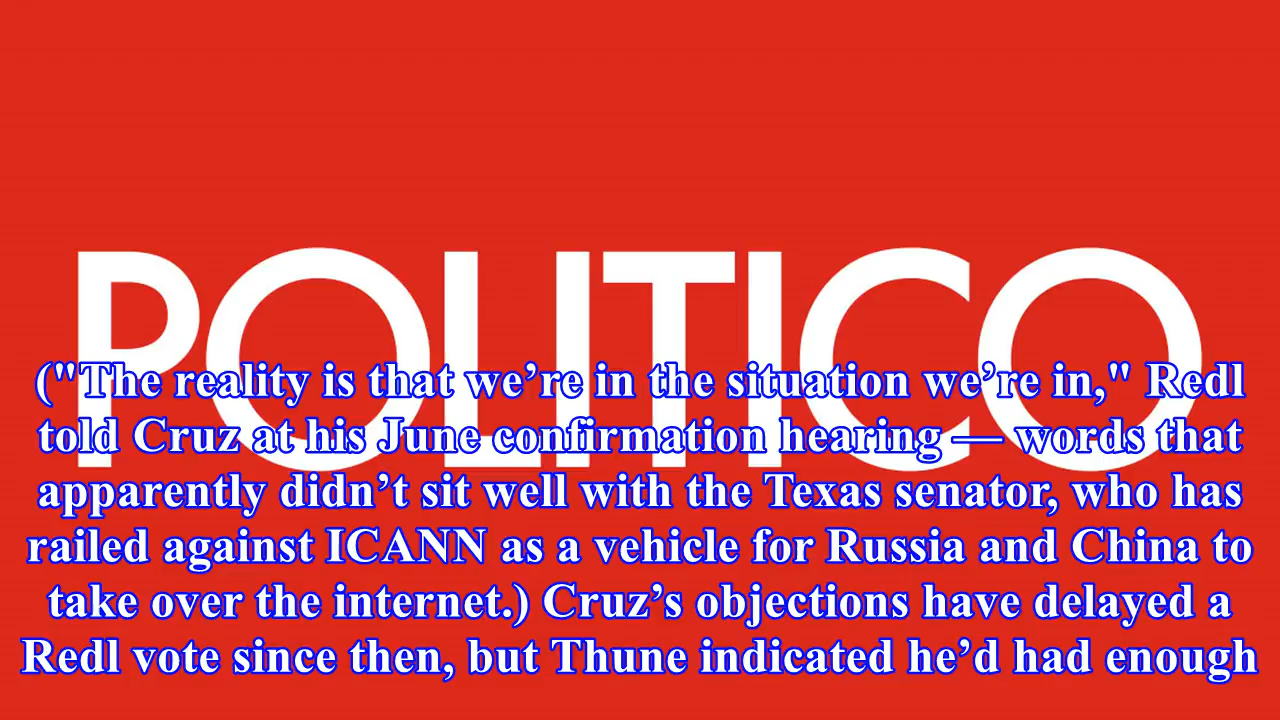 POLITICO
("The reality is that we’re in the situation we’re in," Redl
told Cruz at his June confirmation hearing — words that
apparently didn’t sit well with the Texas senator, who has
railed against ICANN as a vehicle for Russia and China to
take over the internet.) Cruz’s objections have delayed a
Redl vote since then, but Thune indicated he’d had enough